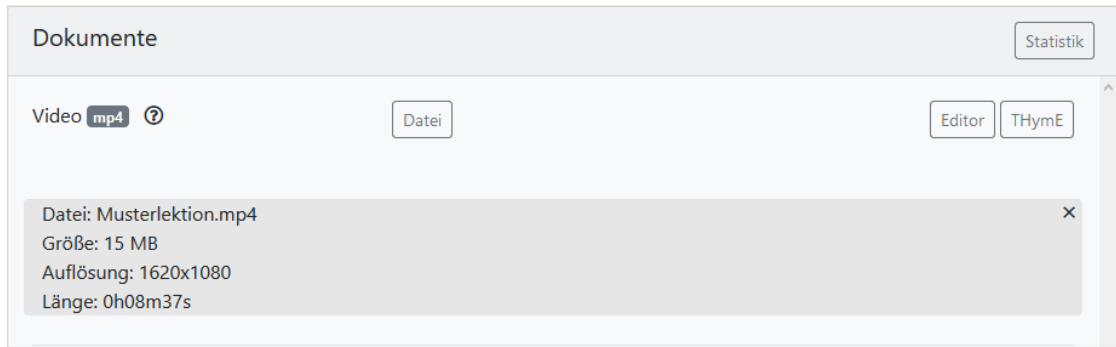 Dokumente Statistik
Video mp4 Datei Editor THymE
Datei: Musterlektion.mp4
Größe: 15 MB
Auflösung: 1620x1080
Länge: 0h08m37s